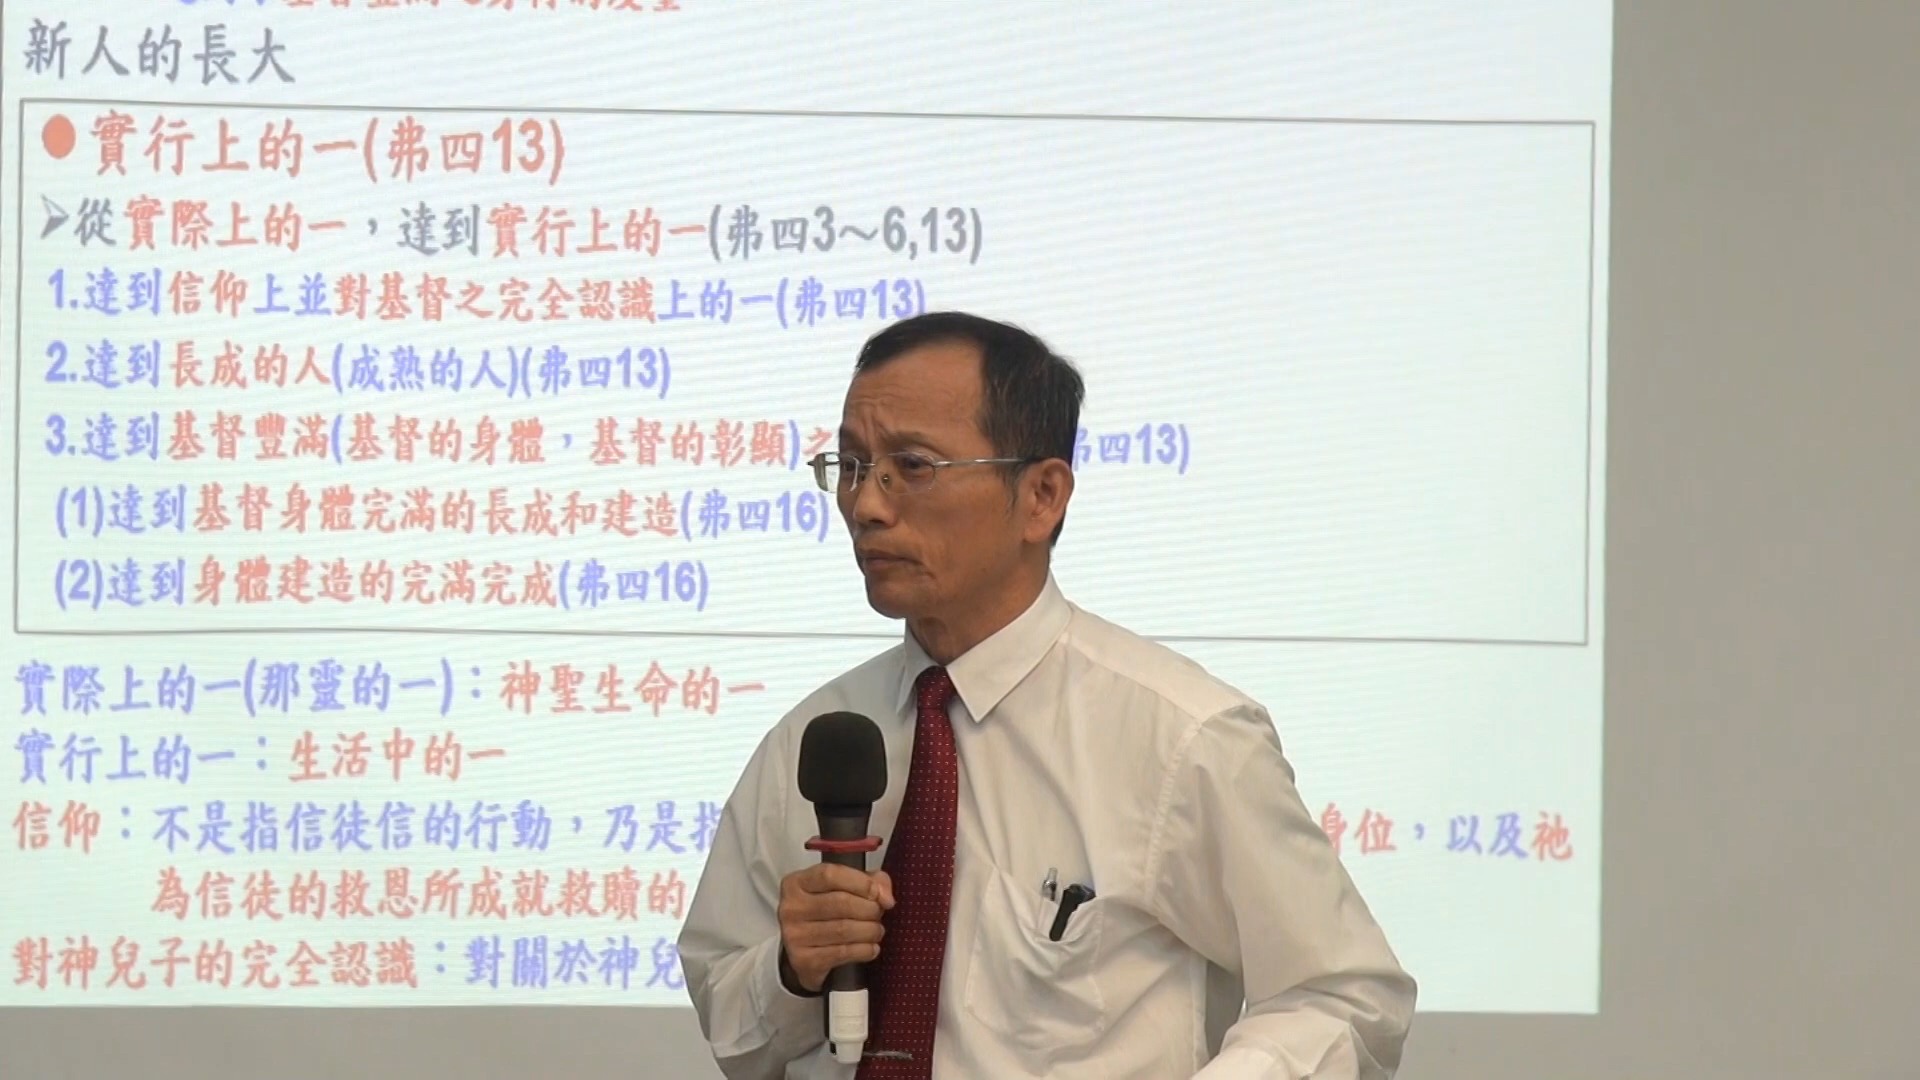 新人的長大
●實行上的一(弗四13)
➢從實際上的一，達到實行上的一(弗四3～6,13)
1.達到信仰上並對基督之完全認識上的一(弗四13)
2.達到長成的人(成熟的人)(弗四13)
3.達到基督豐滿(基督的身體，基督的彰顯)之 弗四13)
(1)達到基督身體完滿的長成和建造(弗四16)
(2)達到身體建造的完滿完成(弗四16)
實際上的一(那靈的一)：神聖生命的一
實行上的一：生活中的一
信仰：不是指信徒信的行動，乃是指 身位，以及祂
為信徒的救恩所成就救贖的
對神兒子的完全認識：對關於神兒